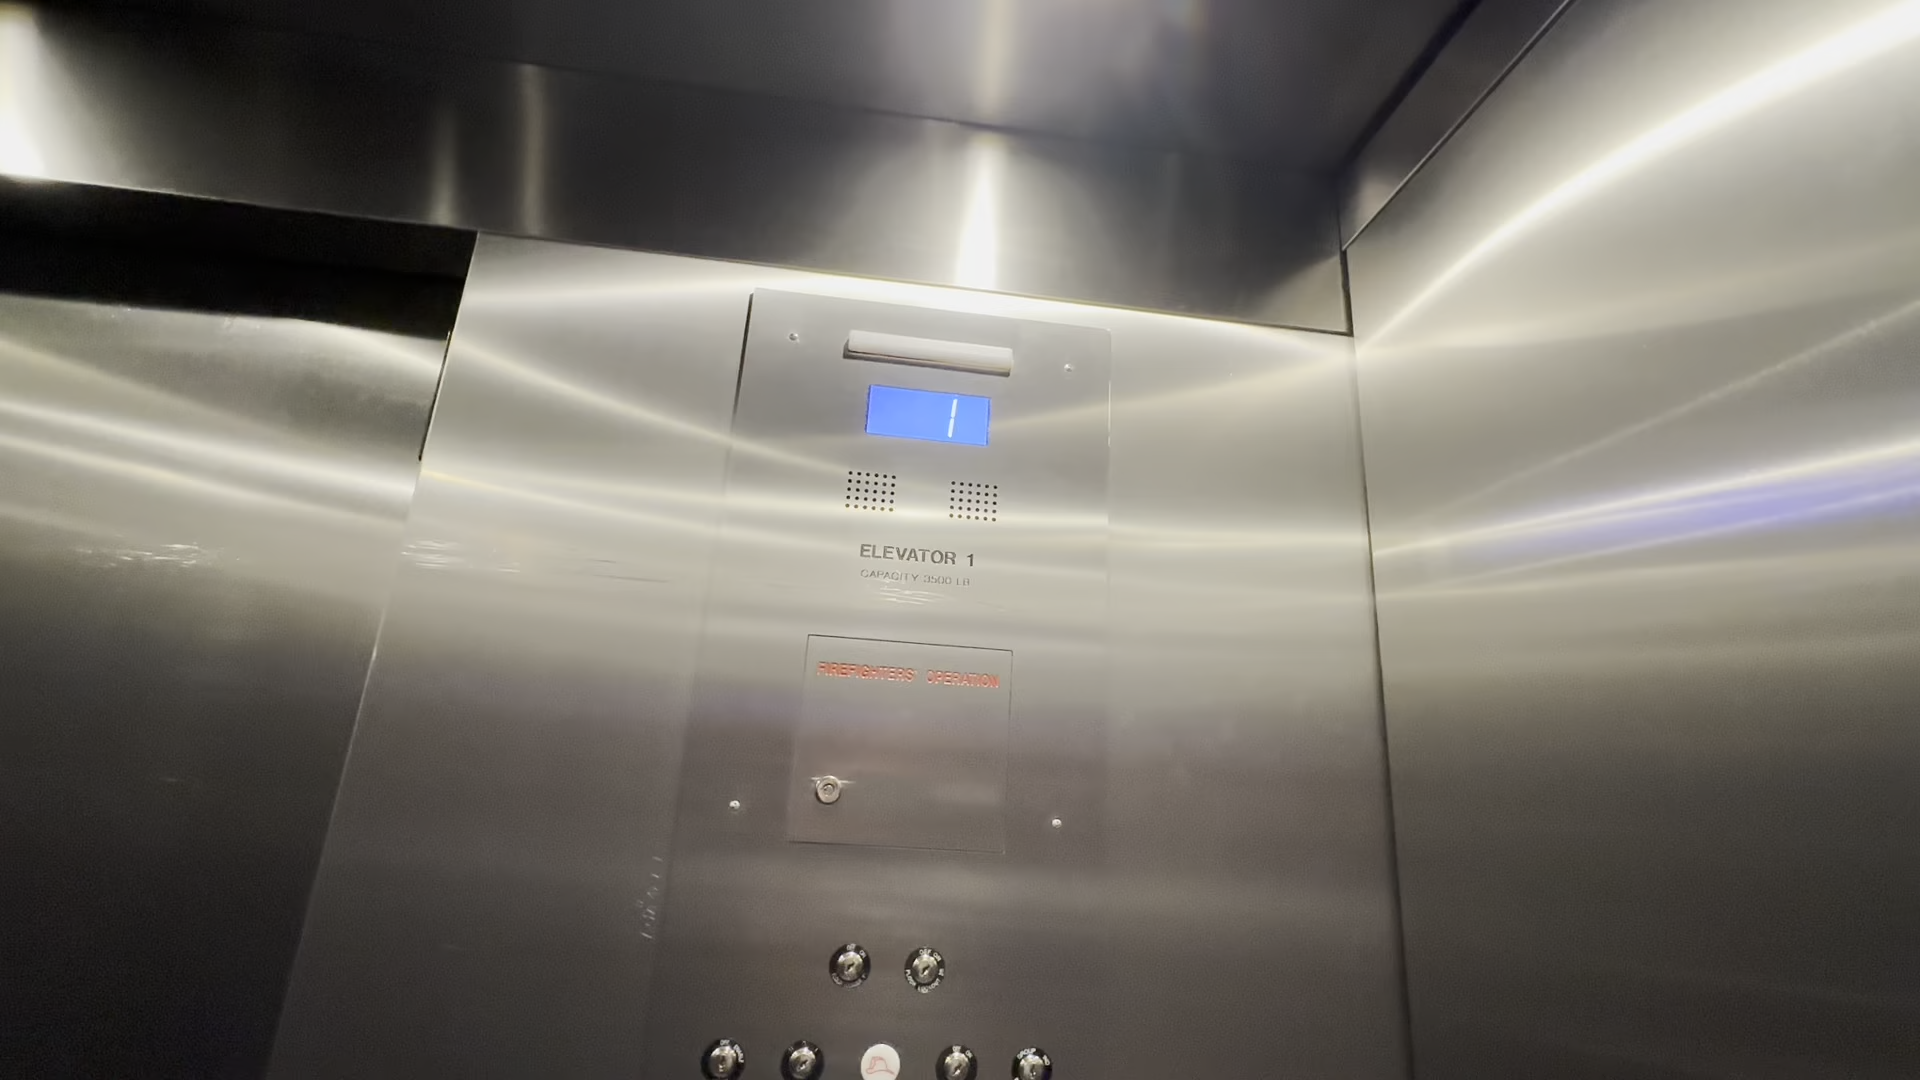 1
ELEVATOR 1
CAPACITY 3500 LB
FIREFIGHTERS' OPERATION